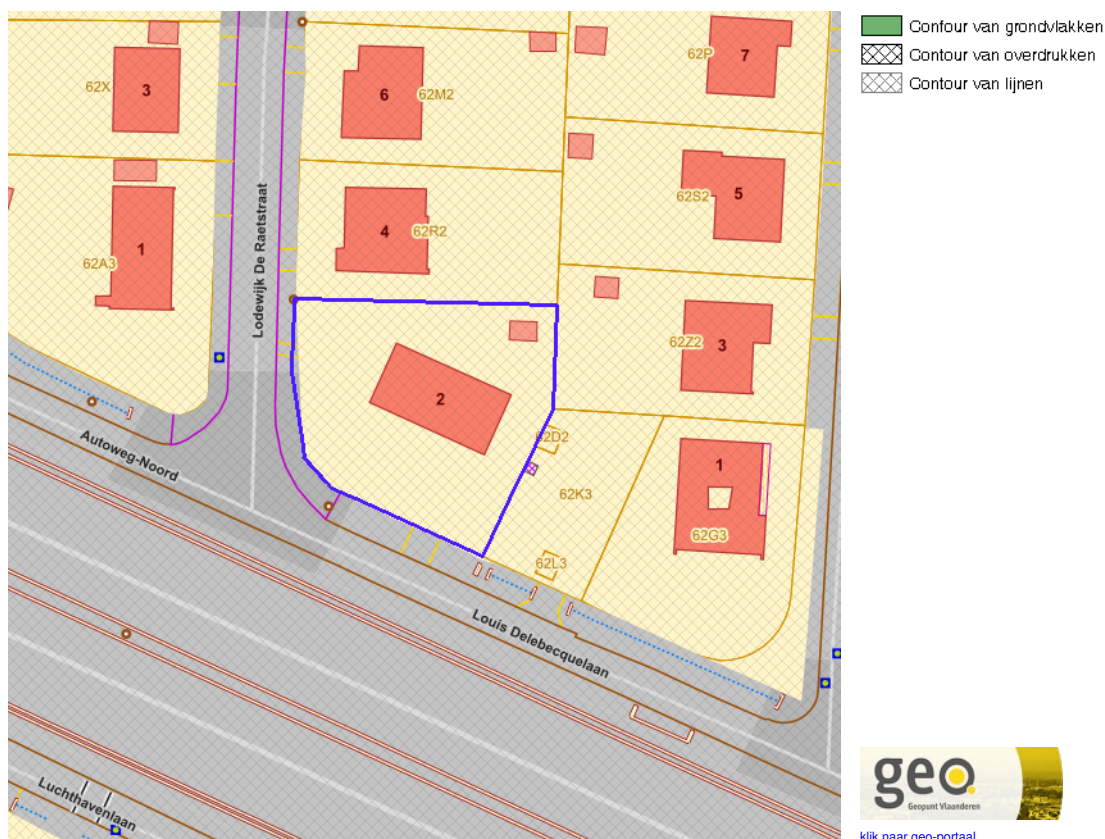 Contour van grondvlakken
Contour van overdrukken
Contour van lijnen
7
62P
3
62X
6
62M2
5
62S2
4
62R2
1
62A3
Lodewijk De Raetstraat
3
62Z2
2
62D2
Autoweg-Noord
1
62K3
62G3
62L3
Louis Delebecquelaan
Luchthavenlaan
geo
Geopunt Vlaanderen
klik naar geo-portaal